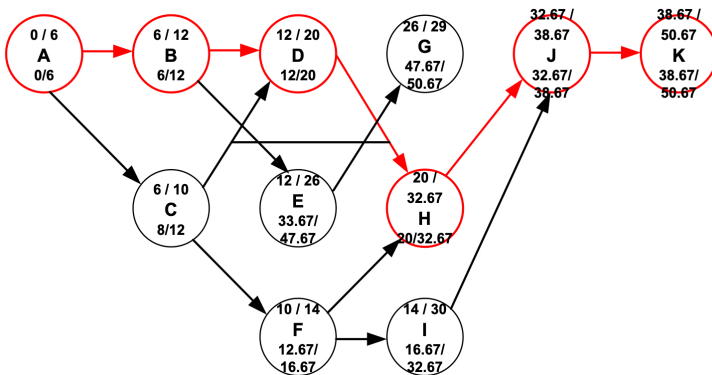 0 / 6
A
0/6
6 / 12
B
6/12
12 / 20
D
12/20
26 / 29
G
47.67/
50.67
32.67 /
38.67
J
32.67/
38.67
38.67 /
50.67
K
38.67/
50.67
6 / 10
C
8/12
12 / 26
E
33.67/
47.67
20 /
32.67
H
20/32.67
10 / 14
F
12.67/
16.67
14 / 30
I
16.67/
32.67